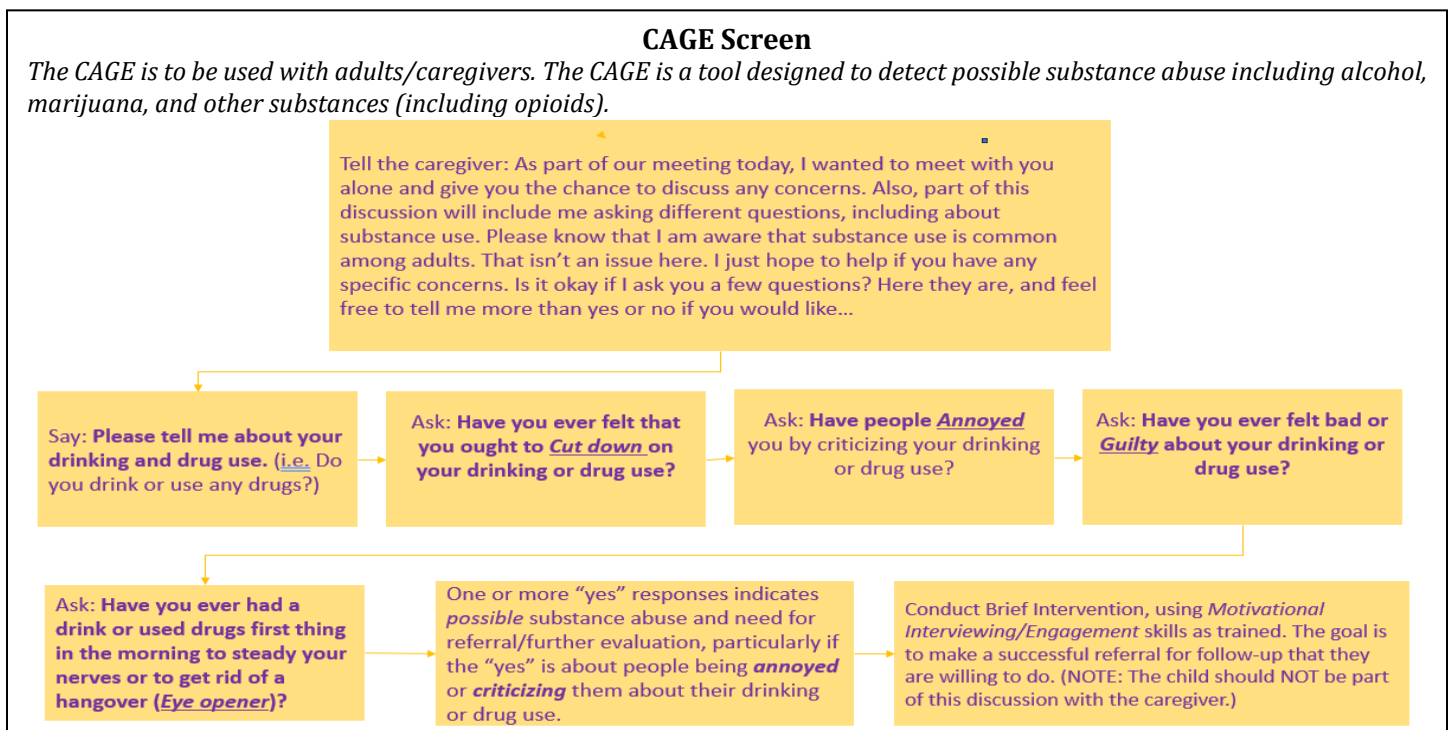 CAGE Screen
The CAGE is to be used with adults/caregivers. The CAGE is a tool designed to detect possible substance abuse including alcohol,
marijuana, and other substances (including opioids).
Tell the caregiver: As part of our meeting today, I wanted to meet with you
alone and give you the chance to discuss any concerns. Also, part of this
discussion will include me asking different questions, including about
substance use. Please know that I am aware that substance use is common
among adults. That isn’t an issue here. I just hope to help if you have any
specific concerns. Is it okay if I ask you a few questions? Here they are, and feel
free to tell me more than yes or no if you would like…
Say: Please tell me about your
drinking and drug use. (i.e. Do
you drink or use any drugs?)
Ask: Have you ever felt that
you ought to Cut down on
your drinking or drug use?
Ask: Have people Annoyed
you by criticizing your drinking
or drug use?
Ask: Have you ever felt bad or
Guilty about your drinking or
drug use?
Ask: Have you ever had a
drink or used drugs first thing
in the morning to steady your
nerves or to get rid of a
hangover (Eye opener)?
One or more “yes” responses indicates
possible substance abuse and need for
referral/further evaluation, particularly if
the “yes” is about people being annoyed
or criticizing them about their drinking
or drug use.
Conduct Brief Intervention, using Motivational
Interviewing/Engagement skills as trained. The goal is
to make a successful referral for follow-up that they
are willing to do. (NOTE: The child should NOT be part
of this discussion with the caregiver.)